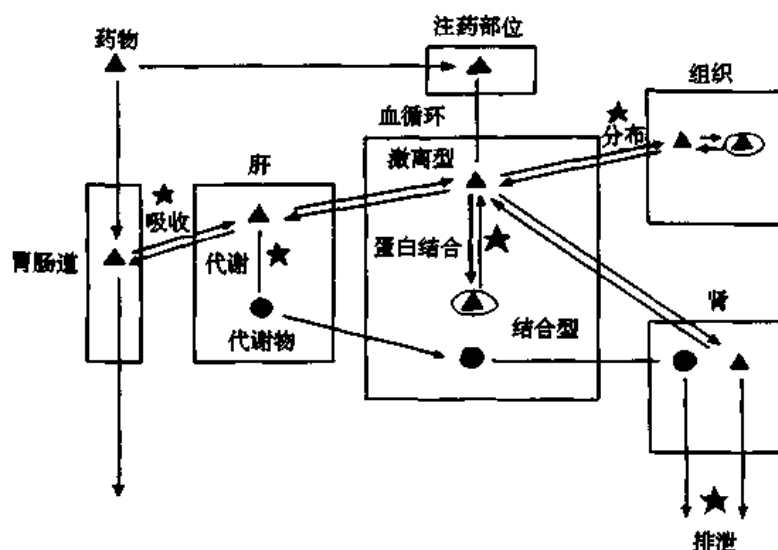 药物
注药部位
组织
血循环
分布
游离型
肝
吸收
蛋白结合
胃肠道
代谢
肾
代谢物
结合型
排泄